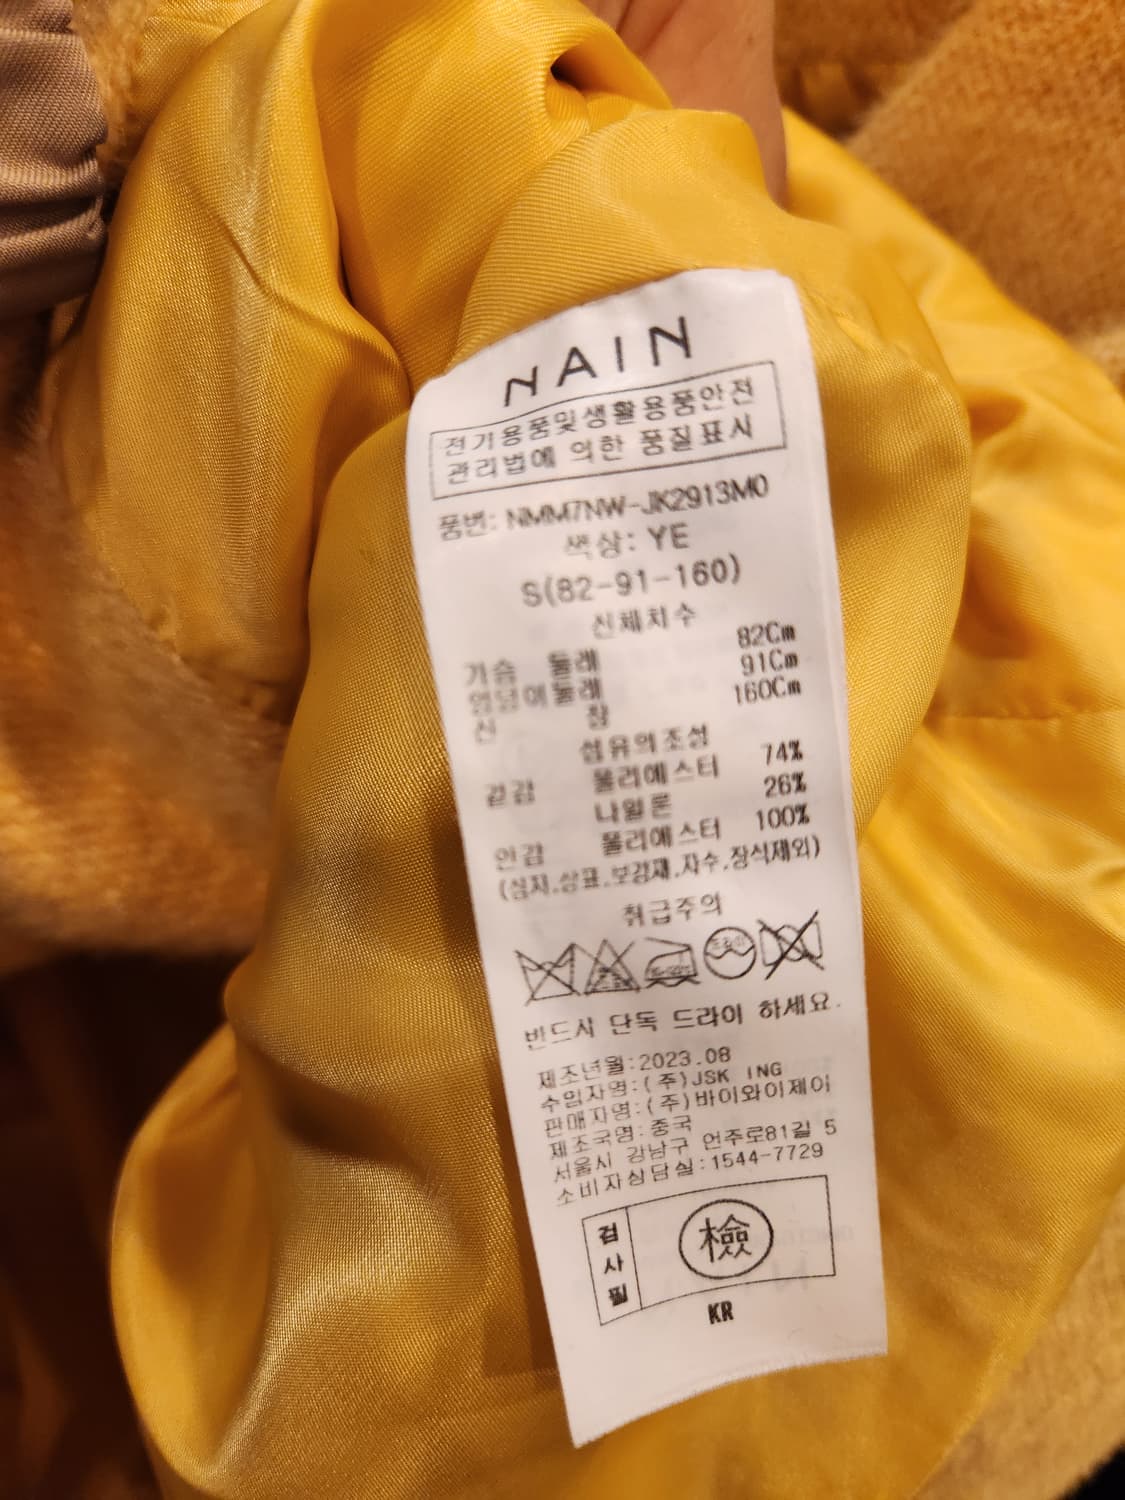 NAIN
전기용품및생활용품안전
관리법에 의한 품질표시
품번: NMM7NW-JK2913M0
색상: YE
S(82-91-160)
신체치수
가슴 둘레 82Cm
엉덩이둘레 91Cm
신 장 160Cm
섬유의조성
겉감 폴리에스터 74%
나일론 26%
안감 폴리에스터 100%
(심지,상표,보강재,자수,장식제외)
취급주의
반드시 단독 드라이 하세요.
제조년월:2023.08
수입자명:(주)JSK ING
판매자명:(주)바이와이제이
제조국명:중국
서울시 강남구 언주로81길 5
소비자상담실:1544-7729
검사필
檢
KR